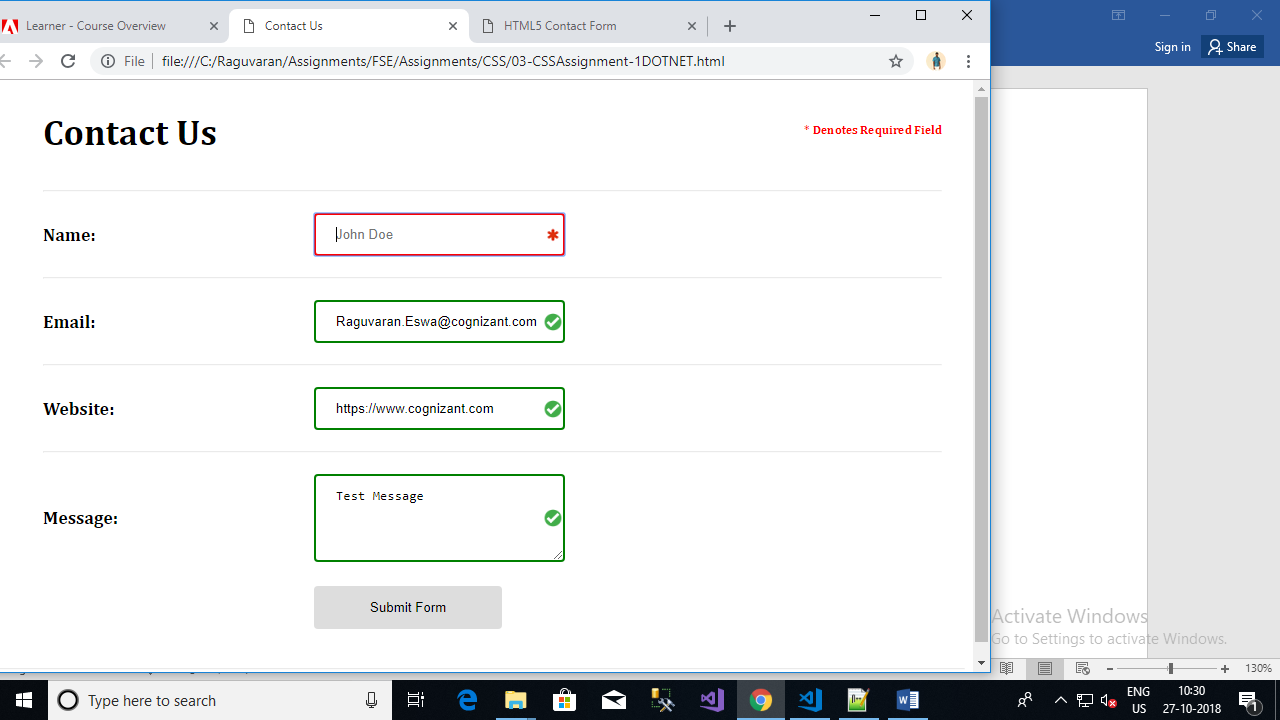 Learner - Course Overview
Contact Us
HTML5 Contact Form
Sign in
Share
File
file:///C:/Raguvaran/Assignments/FSE/Assignments/CSS/03-CSSAssignment-1DOTNET.html
Contact Us
* Denotes Required Field
Name:
John Doe
Email:
Raguvaran.Eswa@cognizant.com
Website:
https://www.cognizant.com
Message:
Test Message
Submit Form
Activate Windows
Go to Settings to activate Windows.
130%
Type here to search
ENG
US
10:30
27-10-2018
1